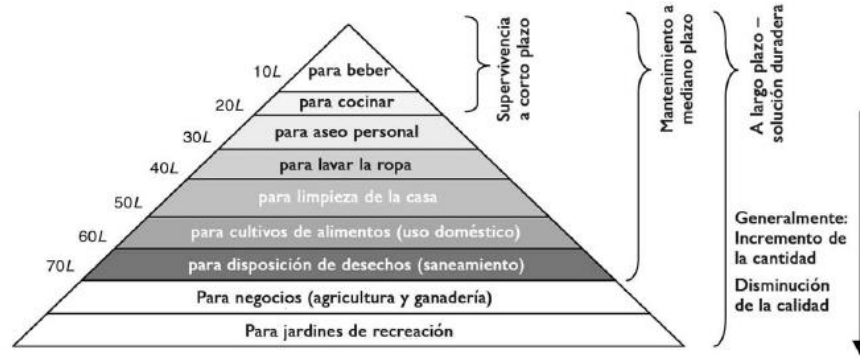 10L
para beber
20L
para cocinar
30L
para aseo personal
40L
para lavar la ropa
50L
para limpieza de la casa
60L
para cultivos de alimentos (uso doméstico)
70L
para disposición de desechos (saneamiento)
Para negocios (agricultura y ganadería)
Para jardines de recreación
Supervivencia
a corto plazo
Mantenimiento a
mediano plazo
A largo plazo –
solución duradera
Generalmente:
Incremento de
la cantidad
Disminución
de la calidad